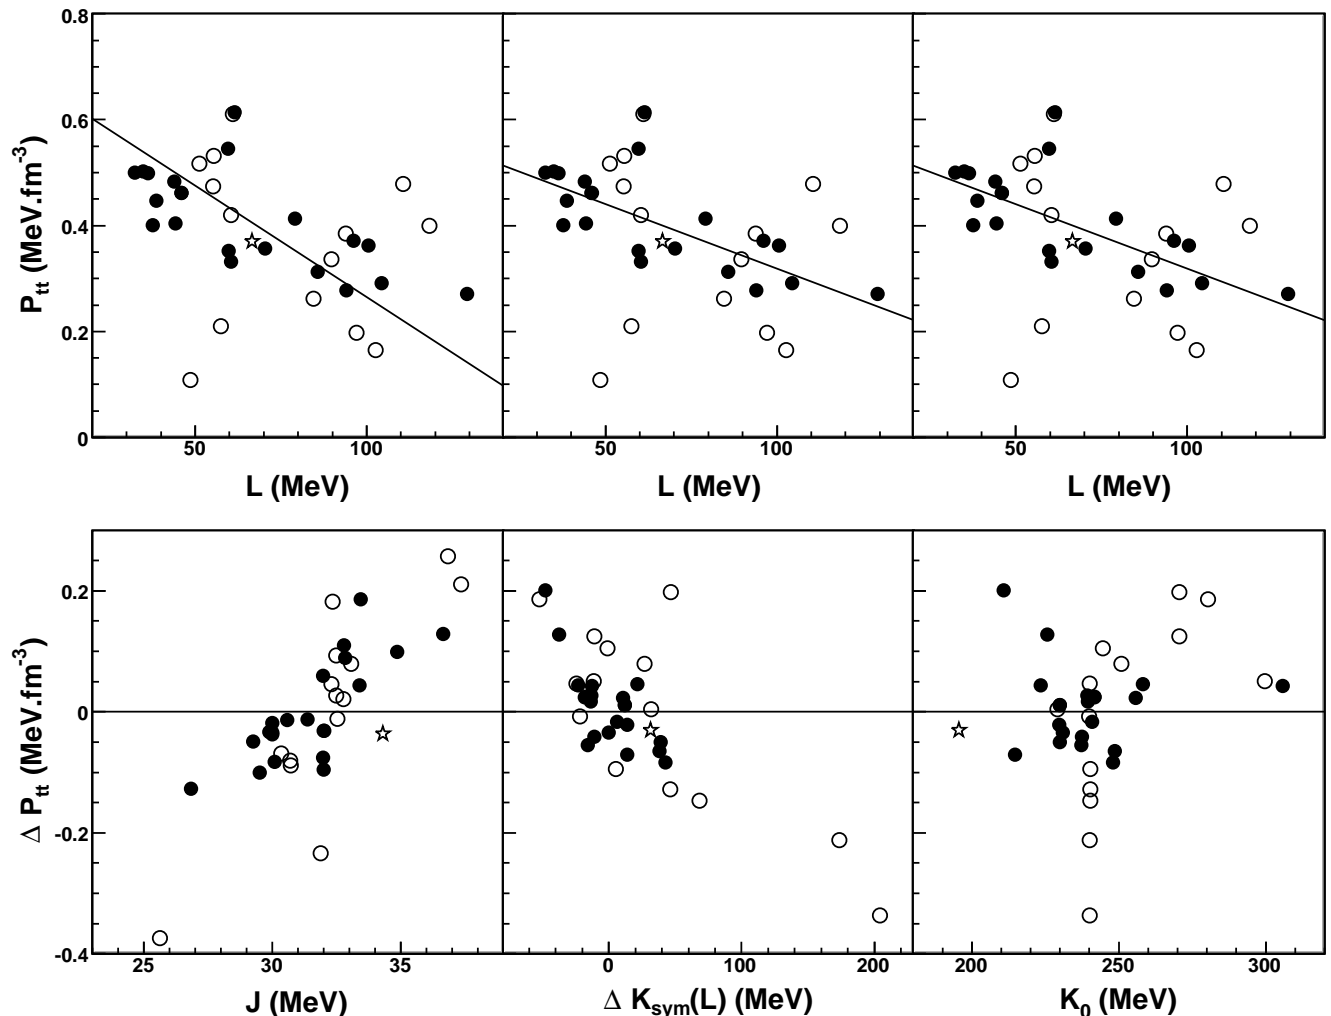 0.8
0.6
0.4
0.2
0
P_tt (MeV.fm^-3)
50 100 50 100 50 100
L (MeV) L (MeV) L (MeV)
0.2
0
-0.2
-0.4
Δ P_tt (MeV.fm^-3)
25 30 35 0 100 200 200 250 300
J (MeV) Δ K_sym(L) (MeV) K_0 (MeV)